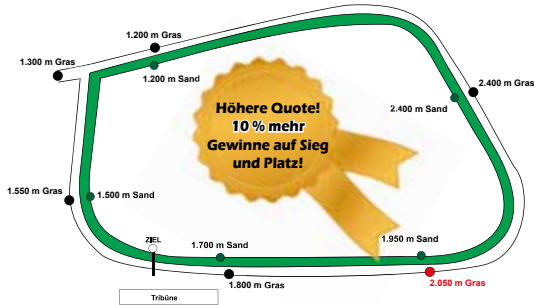 1.200 m Gras
1.300 m Gras
1.200 m Sand
2.400 m Gras
2.400 m Sand
Höhere Quote!
10 % mehr
Gewinne auf Sieg
und Platz!
1.550 m Gras
1.500 m Sand
ZIEL
1.700 m Sand
1.950 m Sand
1.800 m Gras
2.050 m Gras
Tribüne